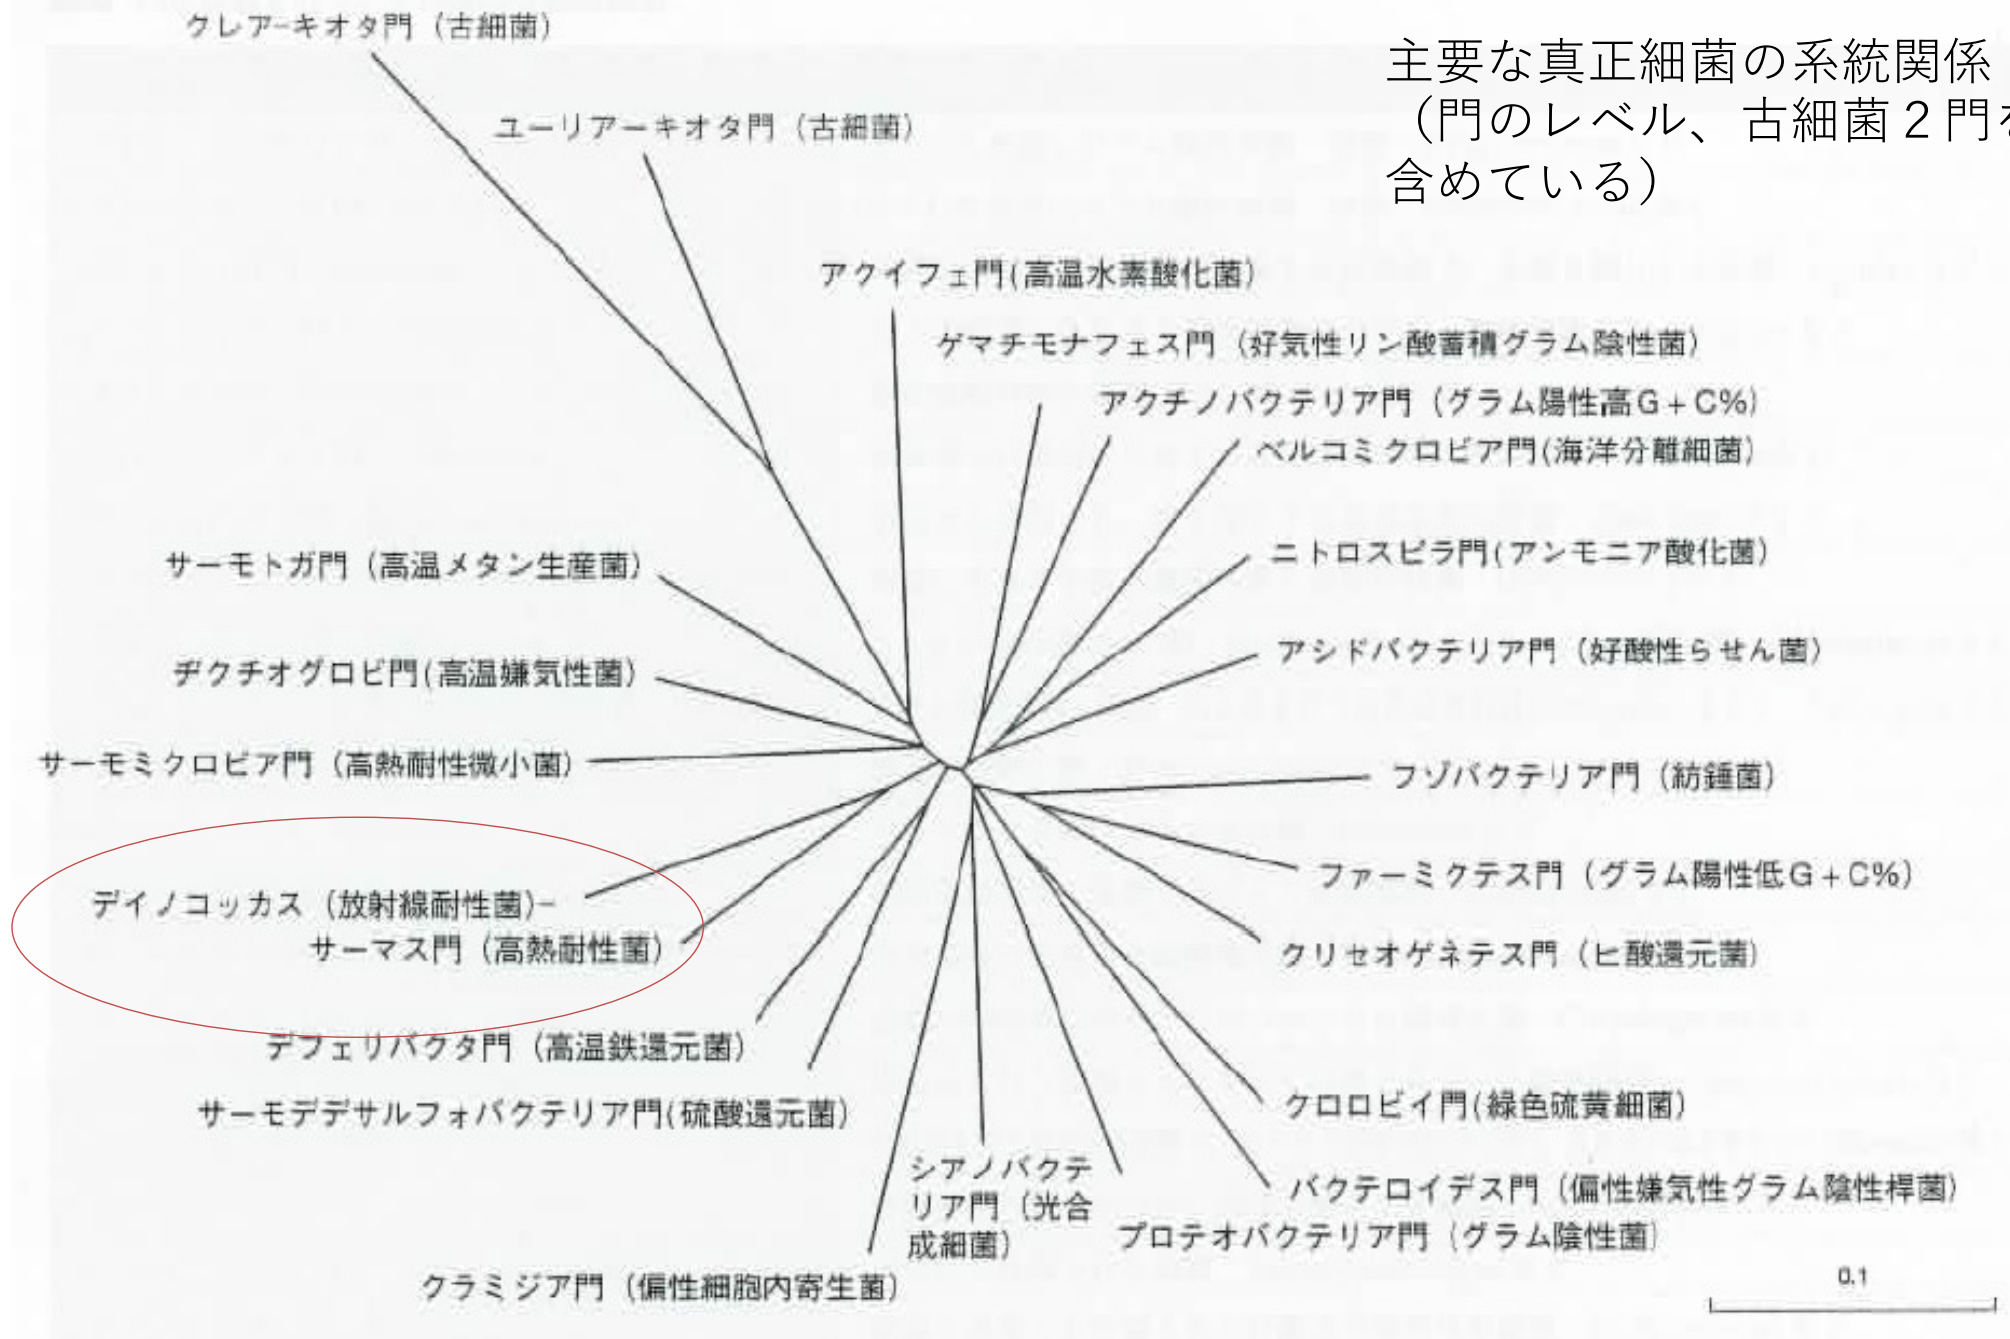 クレアーキオタ門（古細菌）
主要な真正細菌の系統関係
（門のレベル、古細菌２門を
含めている）
ユーリアーキオタ門（古細菌）
アクイフェ門(高温水素酸化菌）
ゲマチモナフェス門（好気性リン酸蓄積グラム陰性菌）
アクチノバクテリア門（グラム陽性高G＋C%）
ベルコミクロビア門(海洋分離細菌）
サーモトガ門（高温メタン生産菌）
ニトロスピラ門(アンモニア酸化菌）
アシドバクテリア門（好酸性らせん菌）
ヂクチオグロビ門(高温嫌気性菌）
サーモミクロビア門（高熱耐性微小菌）
フゾバクテリア門（紡錘菌）
ファーミクテス門（グラム陽性低G＋C%）
デイノコッカス（放射線耐性菌)−
サーマス門（高熱耐性菌）
クリセオゲネテス門（ヒ酸還元菌）
デフェリバクタ門（高温鉄還元菌）
サーモデデサルフォバクテリア門(硫酸還元菌）
クロロビイ門(緑色硫黄細菌）
シアノバクテ
リア門（光合
成細菌）
バクテロイデス門（偏性嫌気性グラム陰性桿菌）
プロテオバクテリア門（グラム陰性菌）
クラミジア門（偏性細胞内寄生菌）
0.1